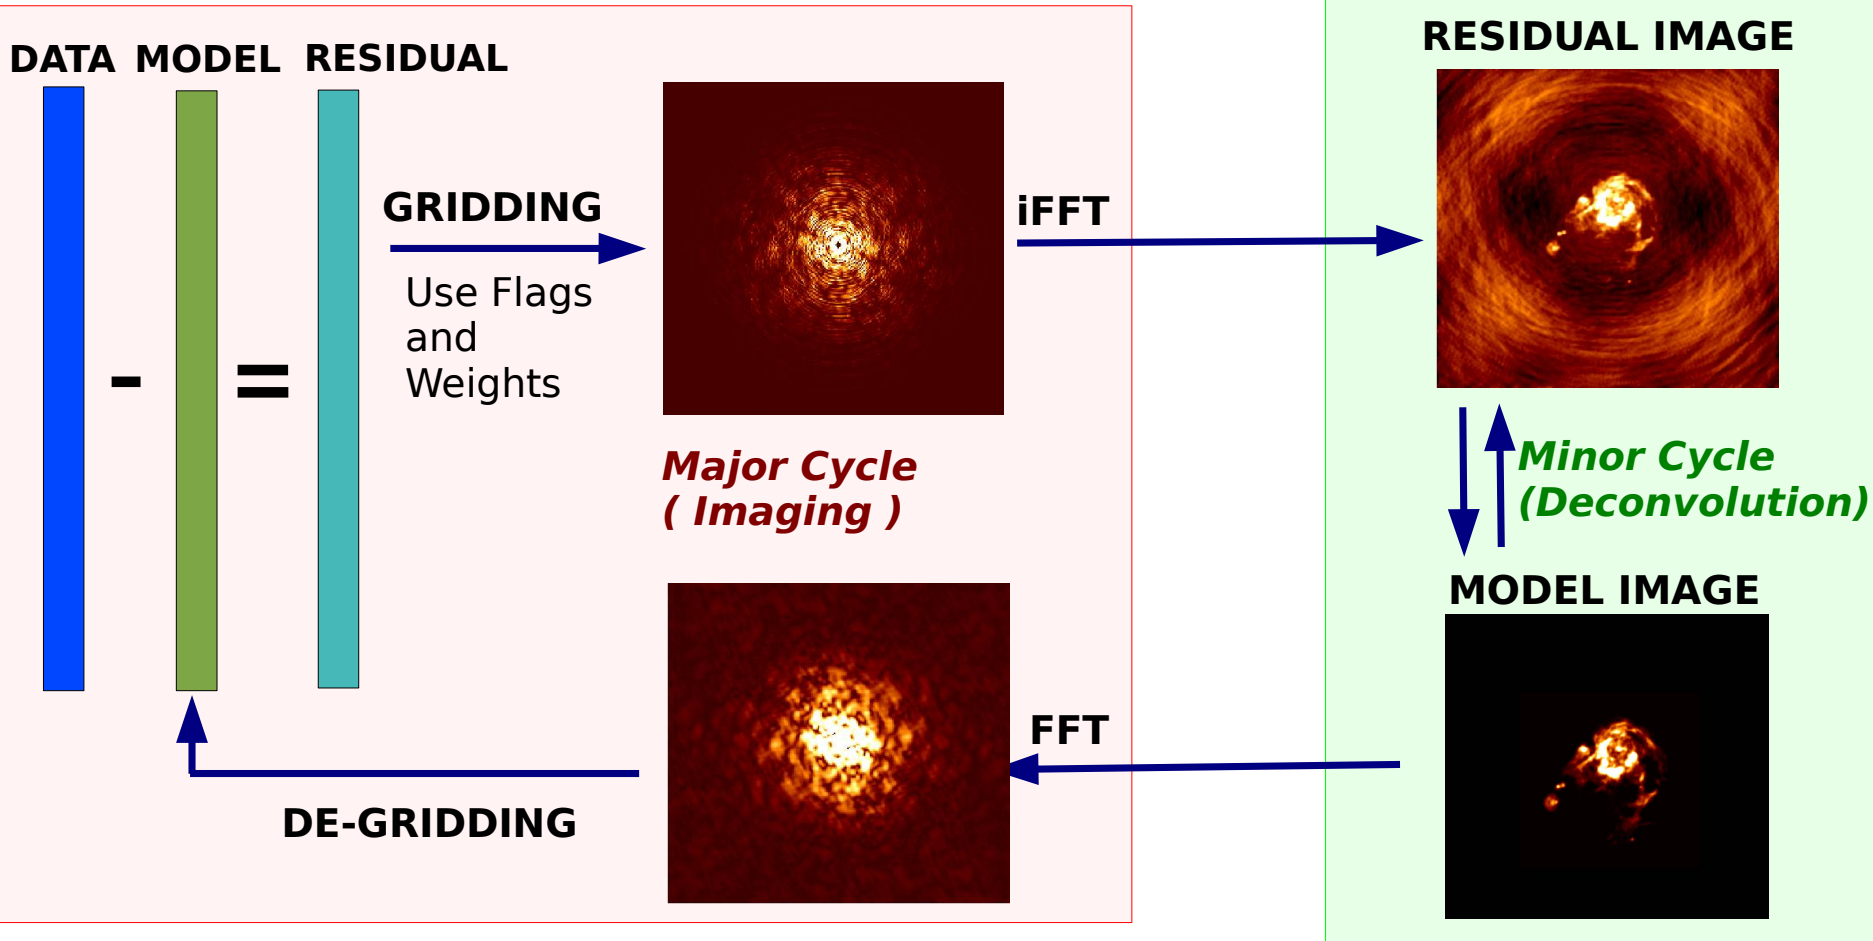 DATA MODEL RESIDUAL
- =
GRIDDING
Use Flags
and
Weights
iFFT
RESIDUAL IMAGE
Major Cycle
( Imaging )
Minor Cycle
(Deconvolution)
MODEL IMAGE
FFT
DE-GRIDDING